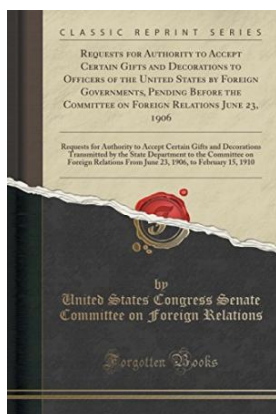 CLASSIC REPRINT SERIES
REQUESTS FOR AUTHORITY TO ACCEPT
CERTAIN GIFTS AND DECORATIONS TO
OFFICERS OF THE UNITED STATES BY FOREIGN
GOVERNMENTS, PENDING BEFORE THE
COMMITTEE ON FOREIGN RELATIONS JUNE 23,
1906
Requests for Authority to Accept Certain Gifts and Decorations
Transmitted by the State Department to the Committee on
Foreign Relations From June 23, 1906, to February 15, 1910
by
United States Congress Senate
Committee on Foreign Relations
Forgotten Books